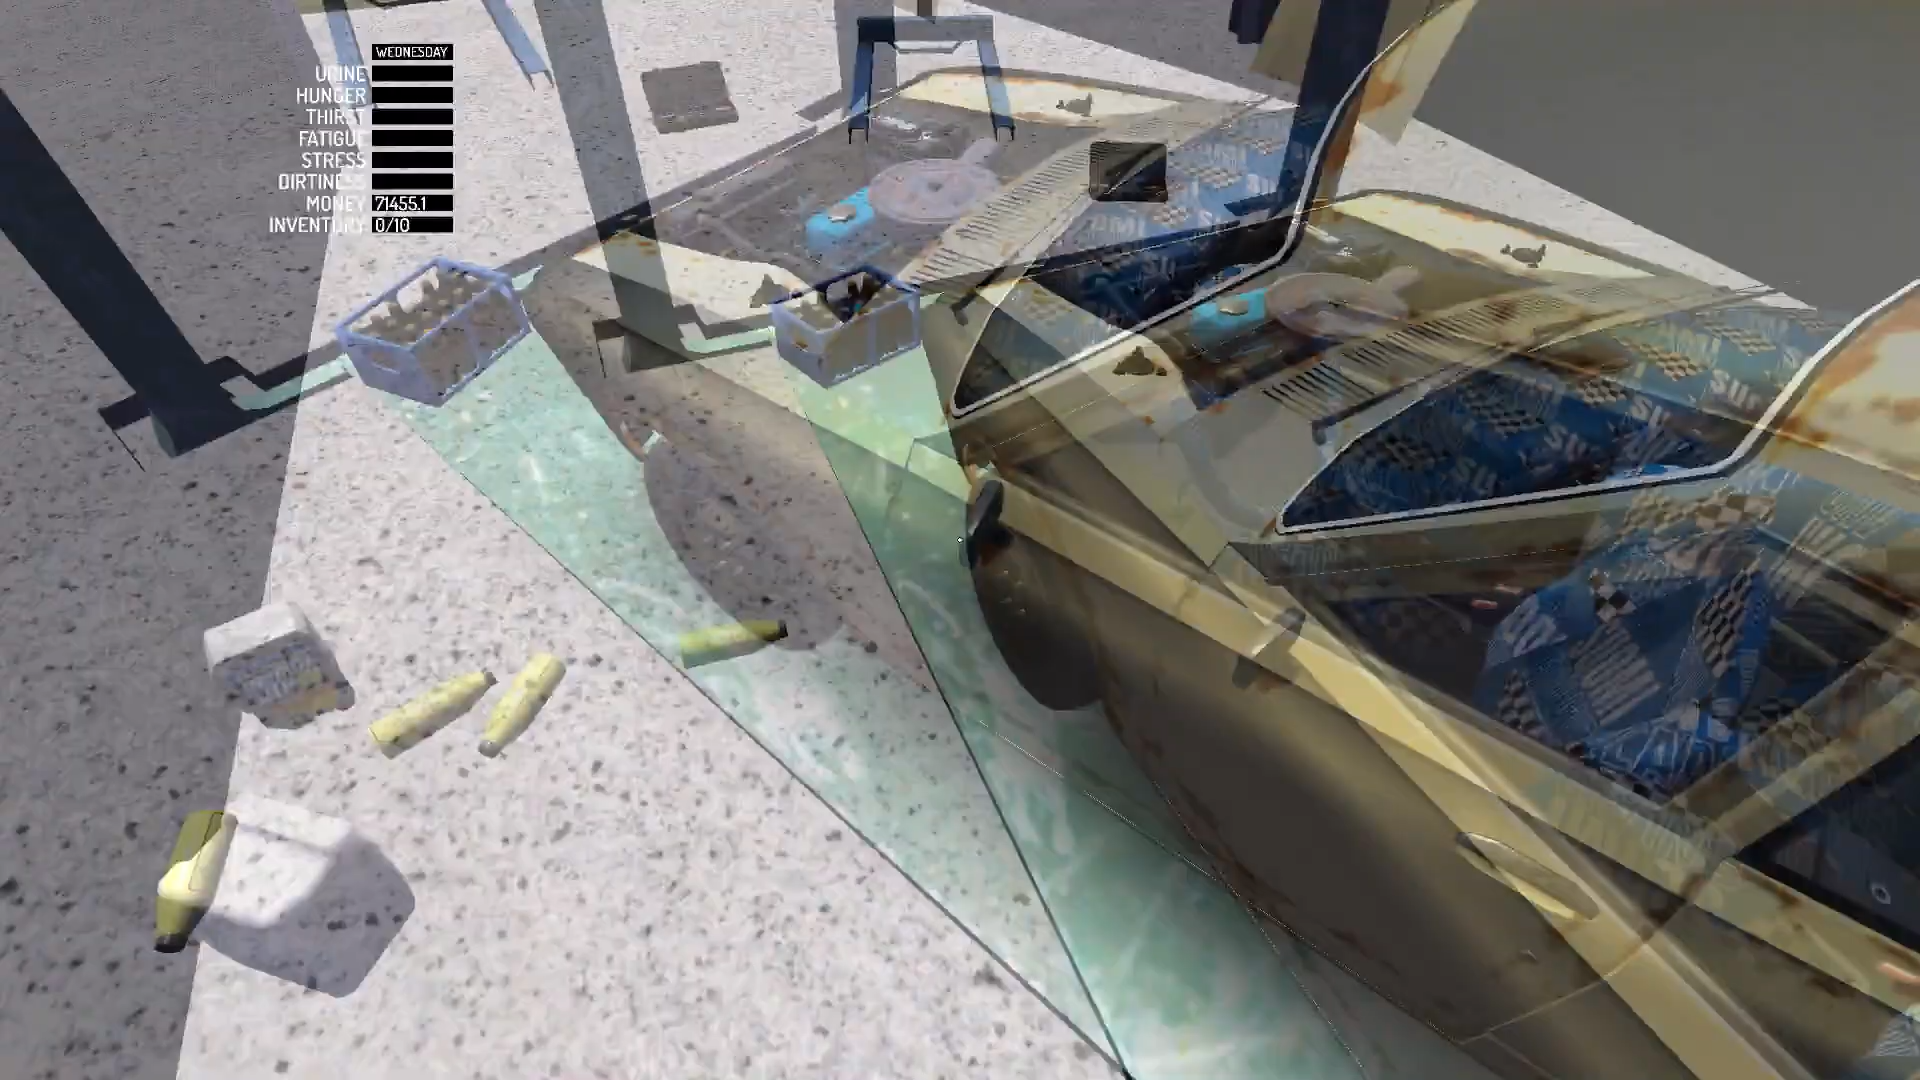 WEDNESDAY
URINE
HUNGER
THIRST
FATIGUE
STRESS
DIRTINESS
MONEY 71455.1
INVENTORY 0/10